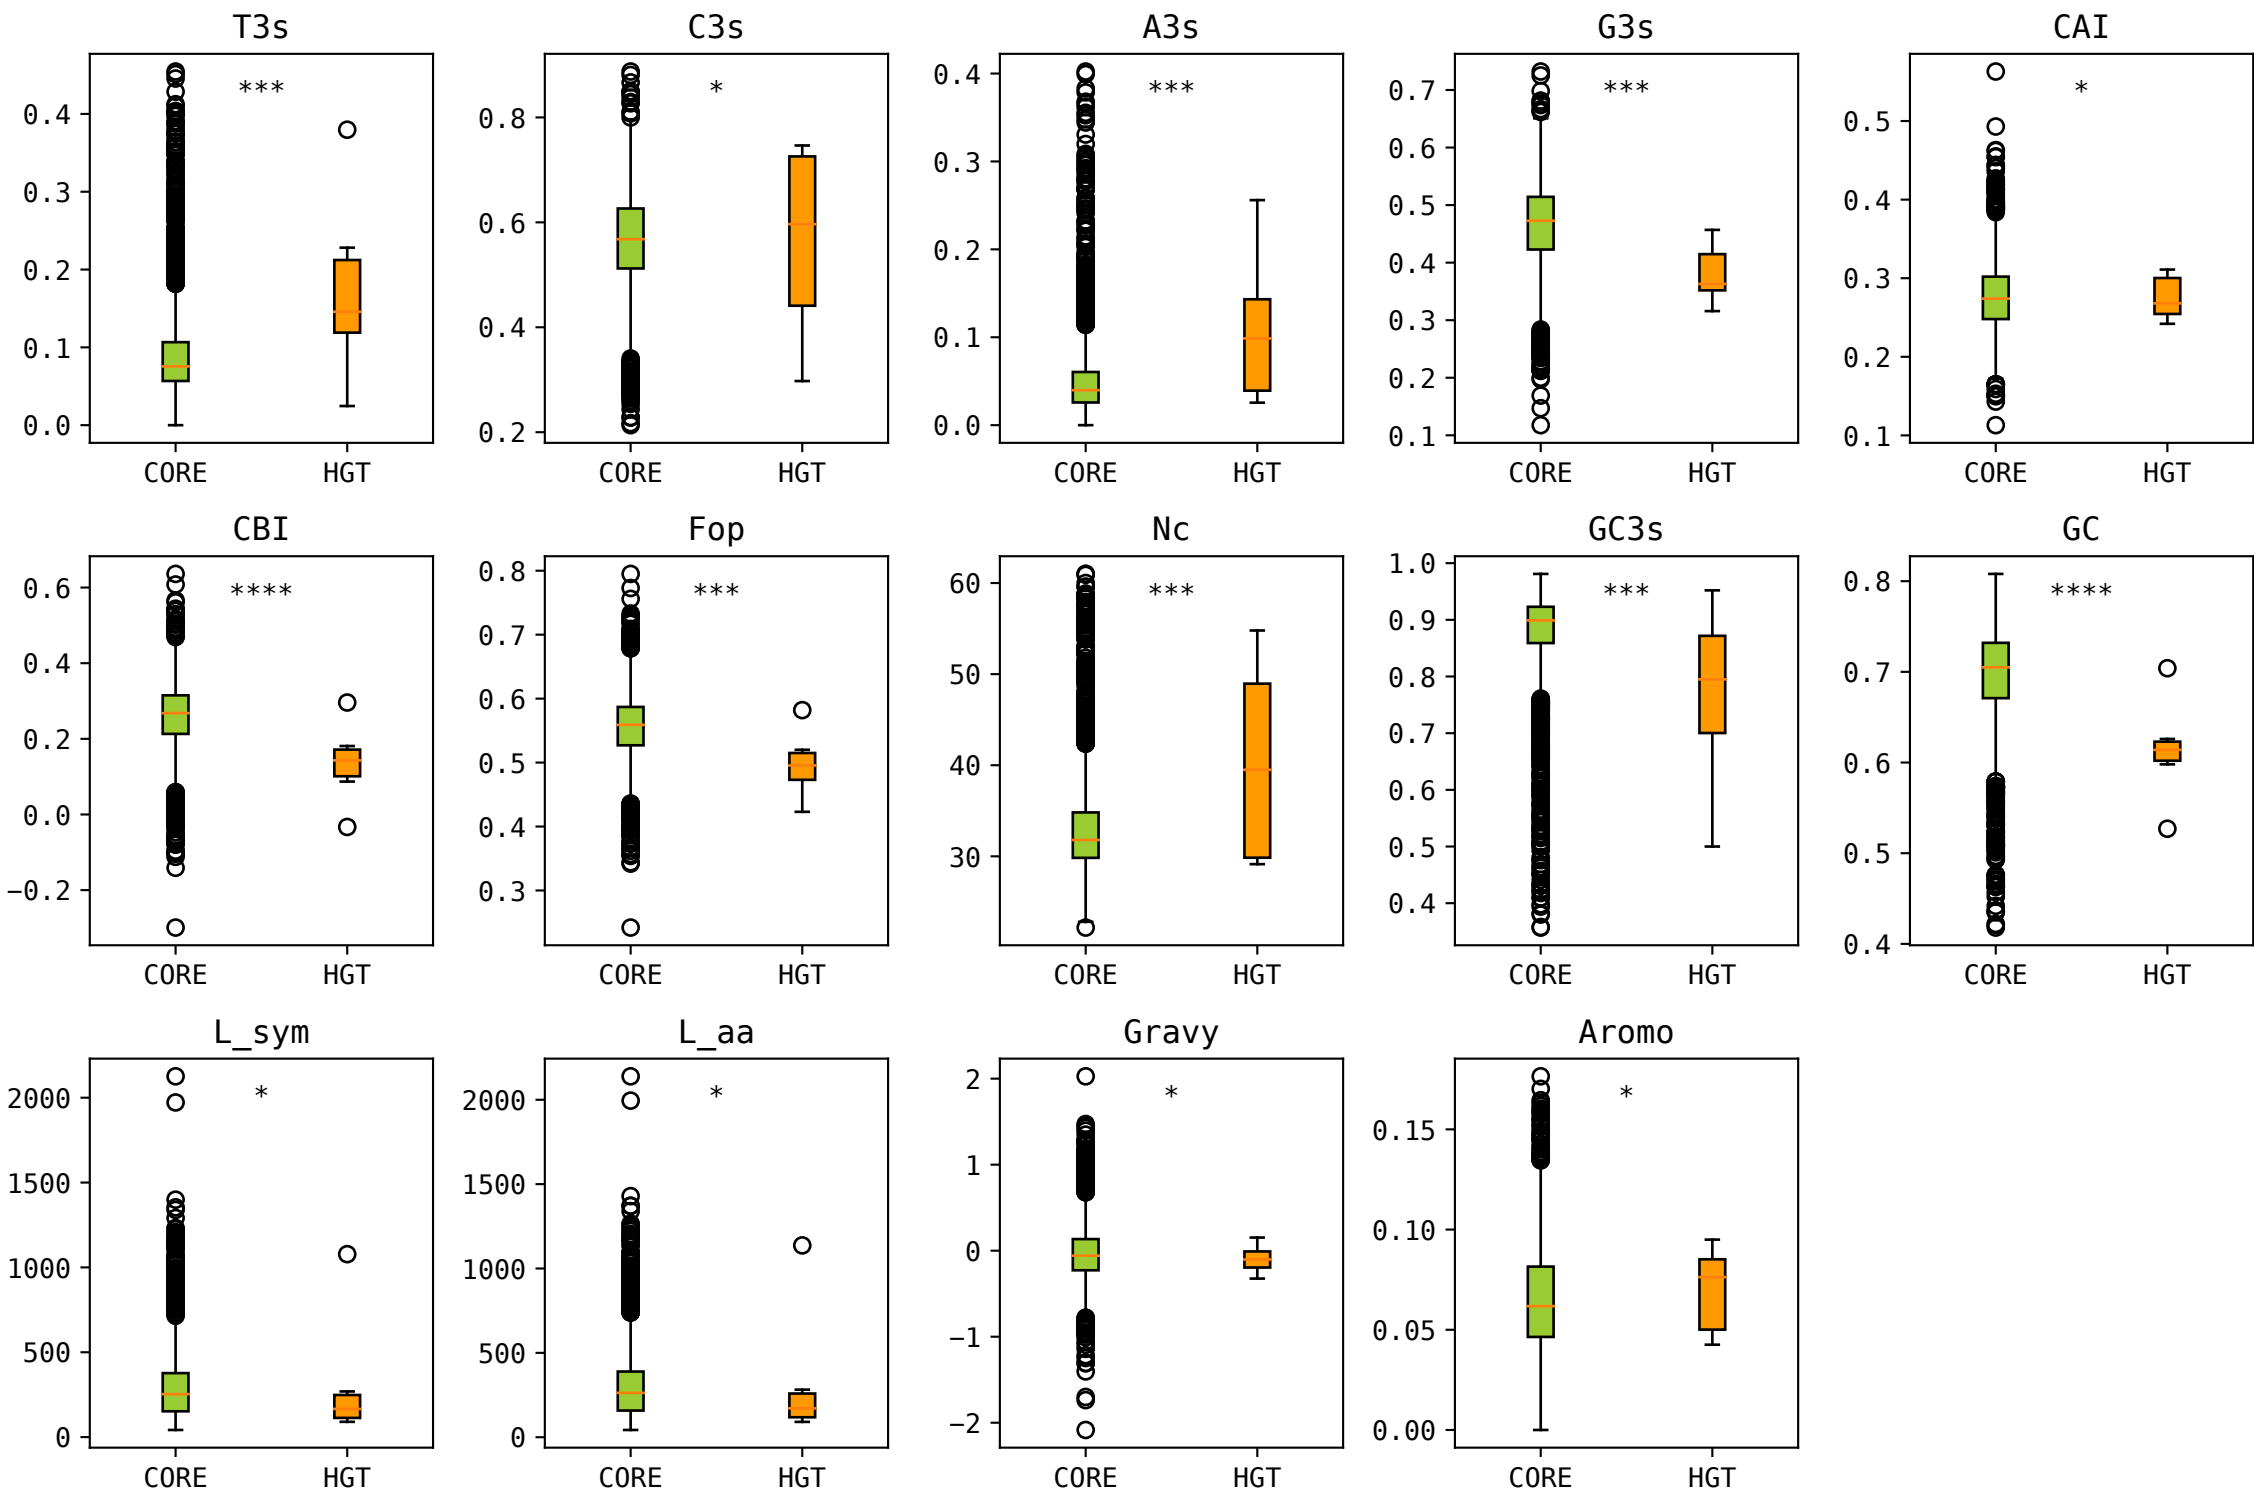 T3s C3s A3s G3s CAI
*** * *** *** *
0.4 0.8 0.4 0.7 0.5
0.3 0.6 0.3 0.6 0.4
0.2 0.4 0.2 0.5 0.3
0.1 0.2 0.1 0.4 0.2
0.0 0.0 0.3 0.1
0.2
0.1
CORE HGT CORE HGT CORE HGT CORE HGT CORE HGT
CBI Fop Nc GC3s GC
**** *** *** *** ****
0.6 0.8 60 1.0 0.8
0.4 0.7 50 0.9 0.7
0.2 0.6 40 0.8 0.6
0.0 0.5 30 0.7 0.5
−0.2 0.4 0.6 0.4
0.3 0.5
0.4
CORE HGT CORE HGT CORE HGT CORE HGT CORE HGT
L_sym L_aa Gravy Aromo
* * * *
2000 2000 2 0.15
1500 1500 1 0.10
1000 1000 0 0.05
500 500 −1 0.00
0 0 −2
CORE HGT CORE HGT CORE HGT CORE HGT